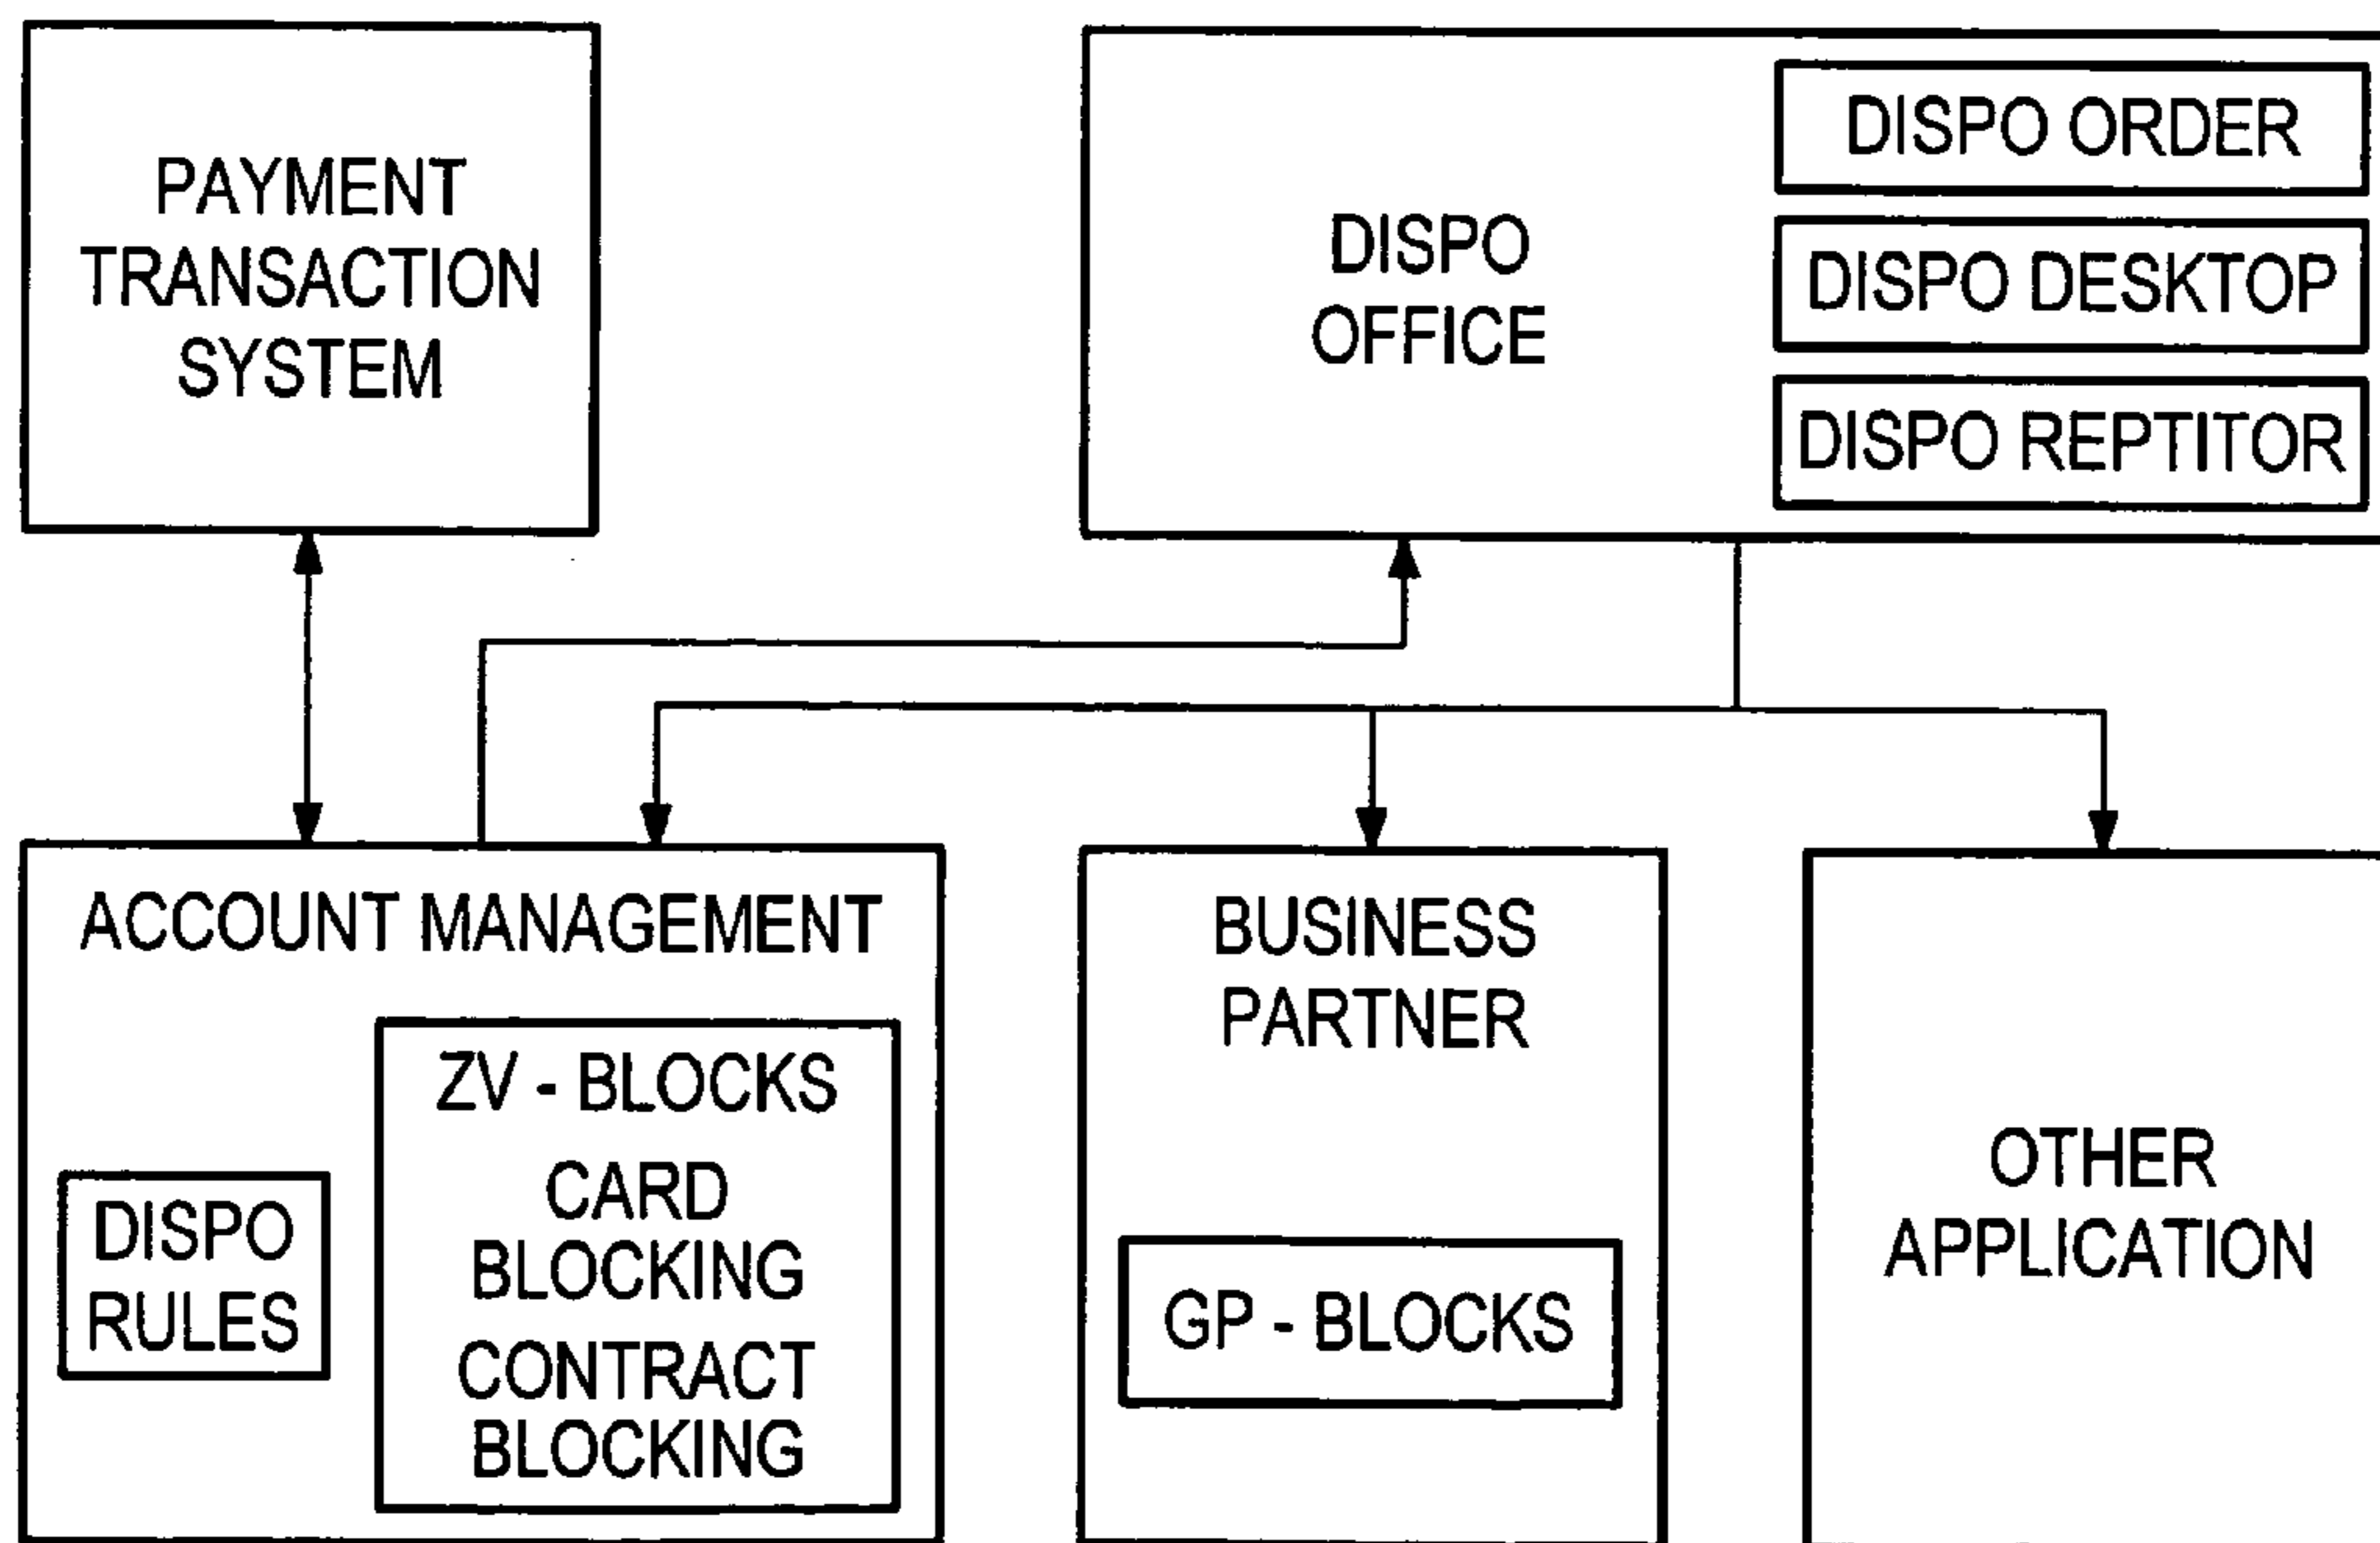 PAYMENT
TRANSACTION
SYSTEM
DISPO
OFFICE
DISPO ORDER
DISPO DESKTOP
DISPO REPTITOR
ACCOUNT MANAGEMENT
DISPO
RULES
ZV - BLOCKS
CARD
BLOCKING
CONTRACT
BLOCKING
BUSINESS
PARTNER
GP - BLOCKS
OTHER
APPLICATION